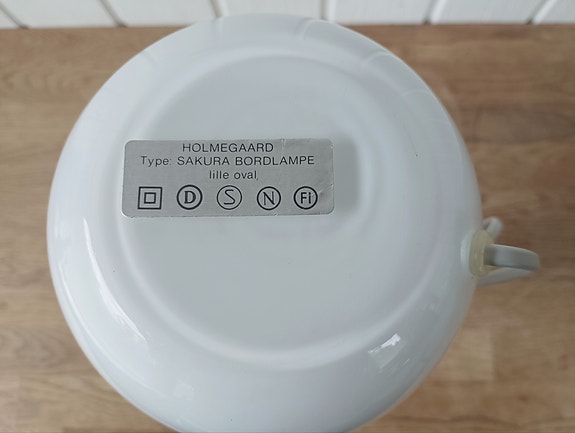 HOLMEGAARD
Type: SAKURA BORDLAMPE
lille oval
D S N FI